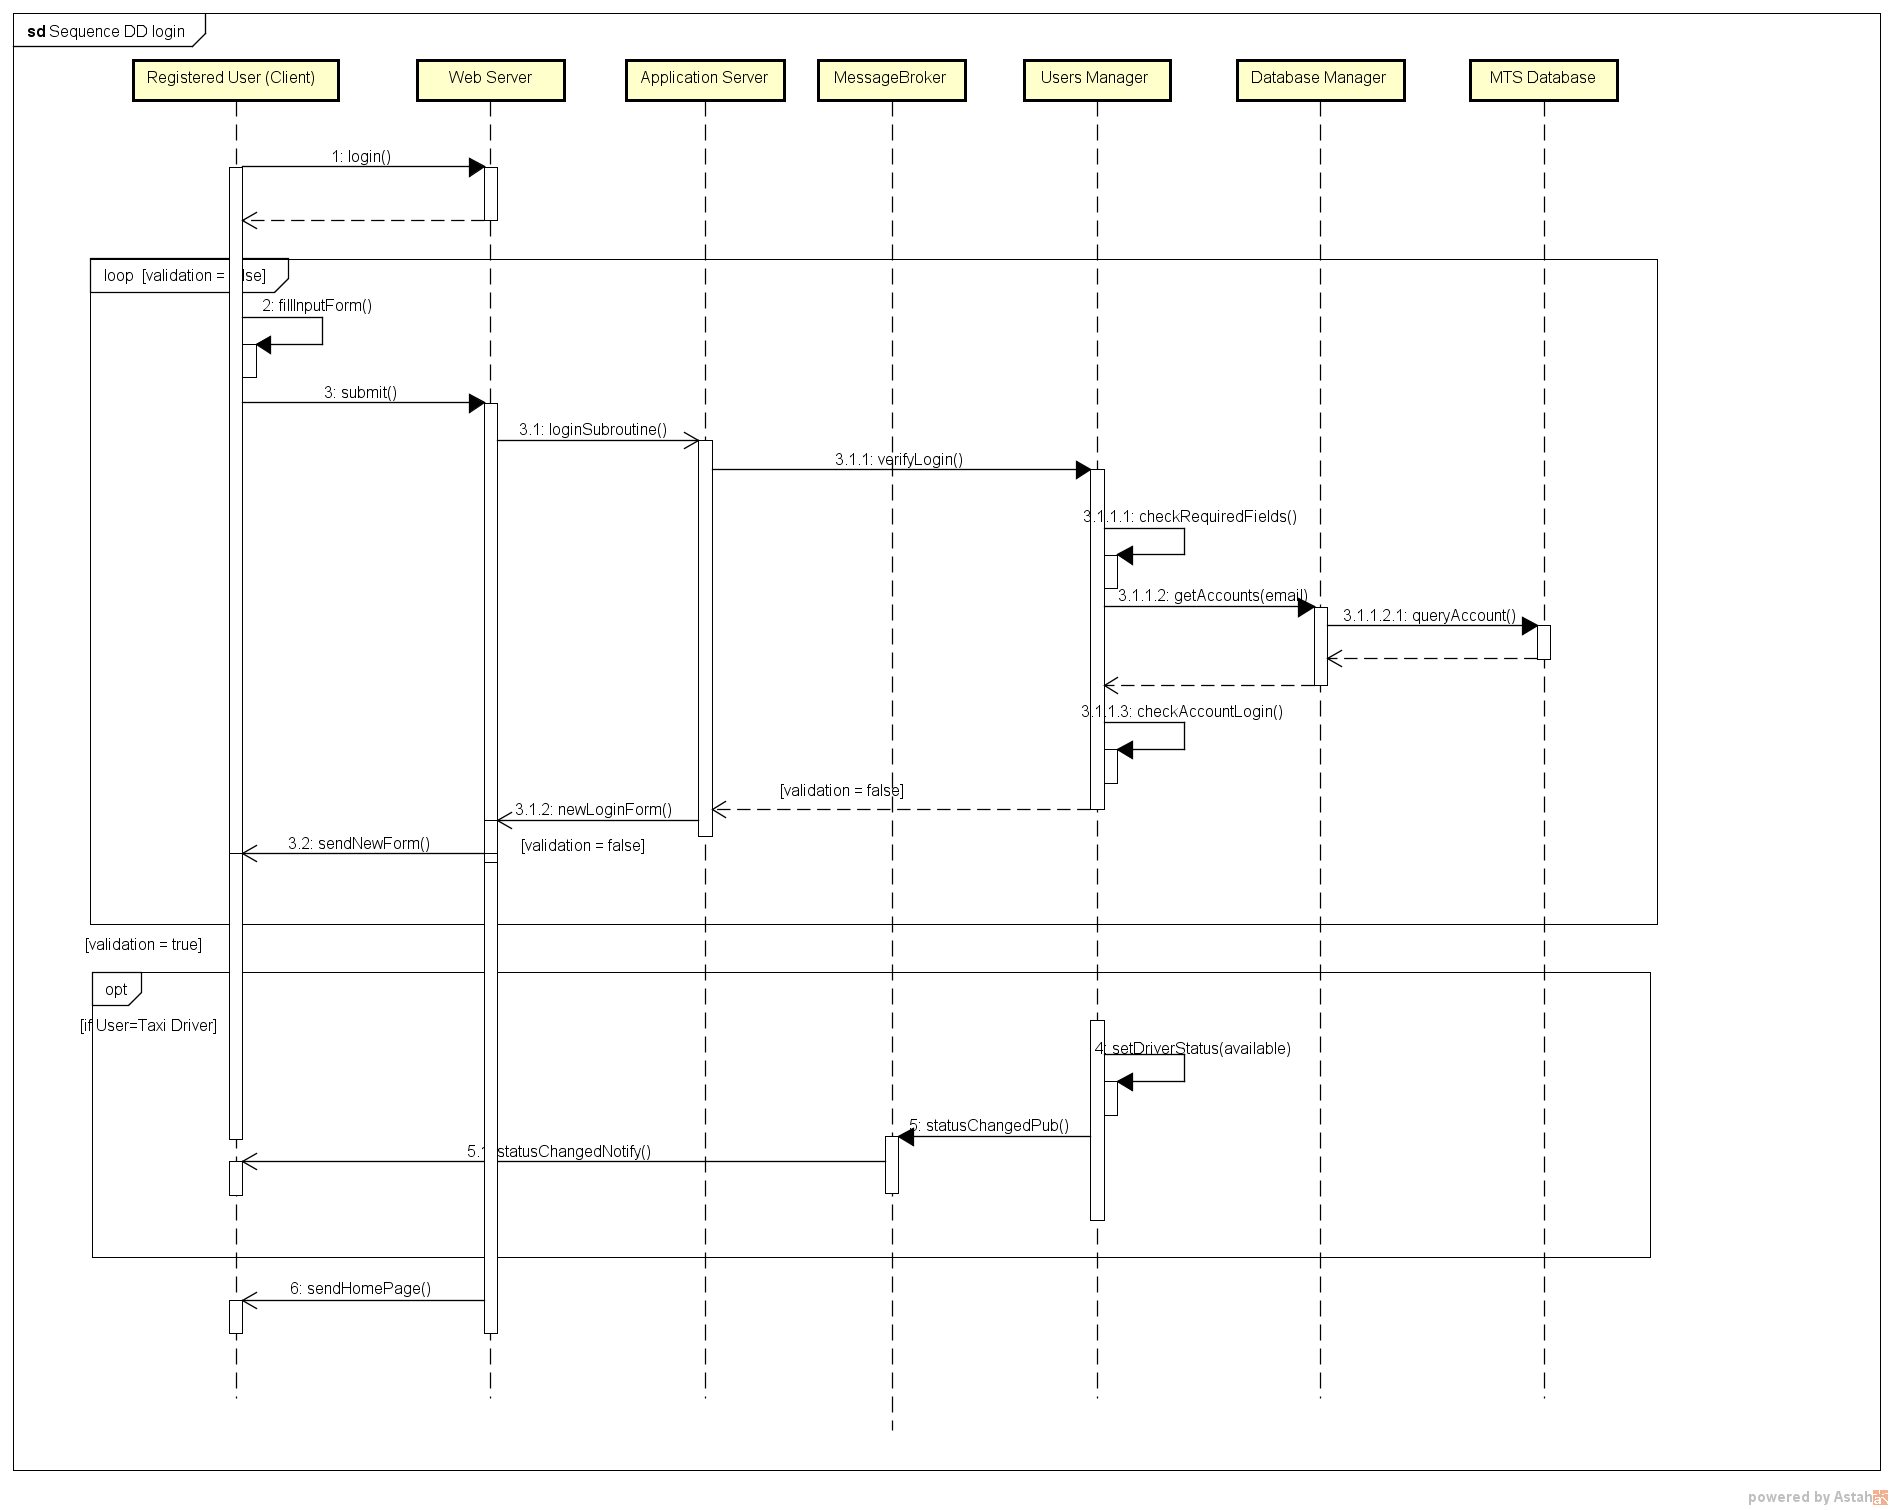 sd Sequence DD login
Registered User (Client)
Web Server
Application Server
MessageBroker
Users Manager
Database Manager
MTS Database
1: login()
loop [validation = lse]
2: fillInputForm()
3: submit()
3.1: loginSubroutine()
3.1.1: verifyLogin()
3.1.1.1: checkRequiredFields()
3.1.1.2: getAccounts(email)
3.1.1.2.1: queryAccount()
3.1.1.3: checkAccountLogin()
[validation = false]
3.1.2: newLoginForm()
3.2: sendNewForm()
[validation = false]
[validation = true]
opt
[if User=Taxi Driver]
4: setDriverStatus(available)
5: statusChangedPub()
5.1: statusChangedNotify()
6: sendHomePage()
powered by Astah